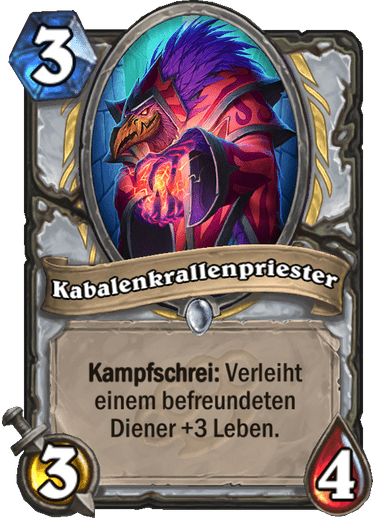 3
Kabalenkrallenpriester
Kampfschrei: Verleiht
einem befreundeten
Diener +3 Leben.
3
4